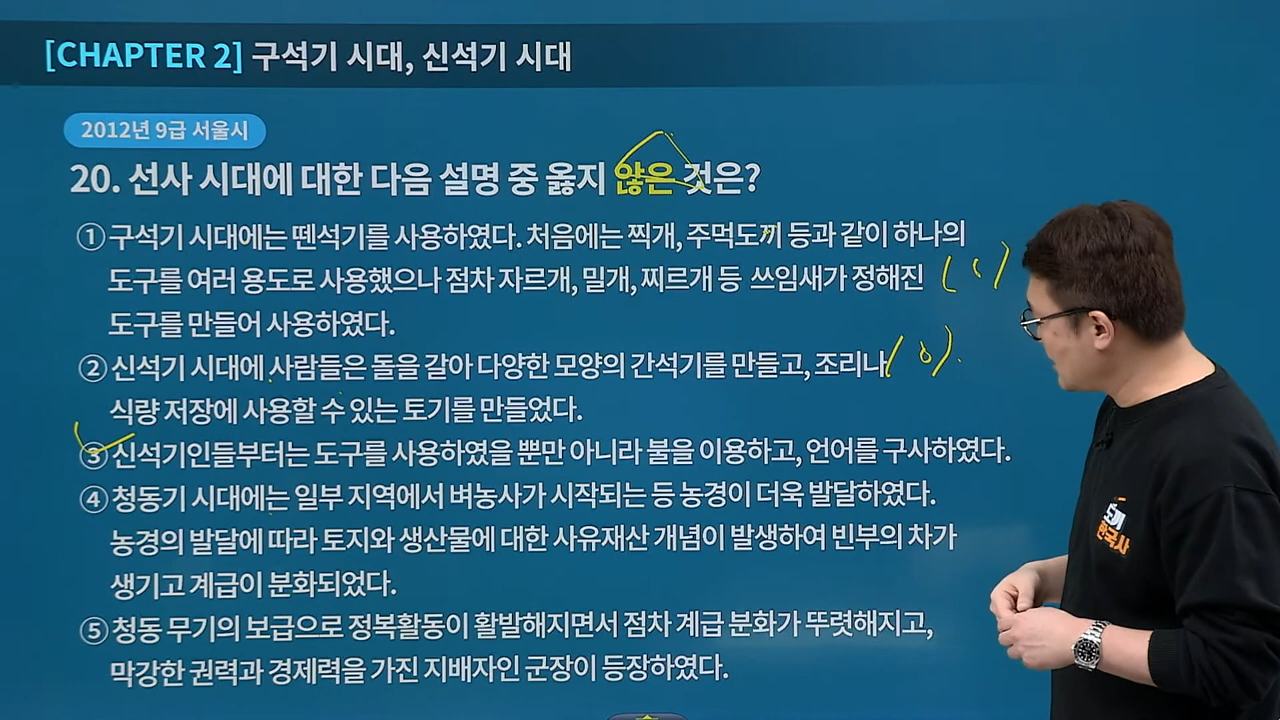 [CHAPTER 2] 구석기 시대, 신석기 시대
2012년 9급 서울시
20. 선사 시대에 대한 다음 설명 중 옳지 않은 것은?
① 구석기 시대에는 뗀석기를 사용하였다. 처음에는 찍개, 주먹도끼 등과 같이 하나의
도구를 여러 용도로 사용했으나 점차 자르개, 밀개, 찌르개 등 쓰임새가 정해진
도구를 만들어 사용하였다.
② 신석기 시대에 사람들은 돌을 갈아 다양한 모양의 간석기를 만들고, 조리나
식량 저장에 사용할 수 있는 토기를 만들었다.
③ 신석기인들부터는 도구를 사용하였을 뿐만 아니라 불을 이용하고, 언어를 구사하였다.
④ 청동기 시대에는 일부 지역에서 벼농사가 시작되는 등 농경이 더욱 발달하였다.
농경의 발달에 따라 토지와 생산물에 대한 사유재산 개념이 발생하여 빈부의 차가
생기고 계급이 분화되었다.
⑤ 청동 무기의 보급으로 정복활동이 활발해지면서 점차 계급 분화가 뚜렷해지고,
막강한 권력과 경제력을 가진 지배자인 군장이 등장하였다.
도끼
한국사